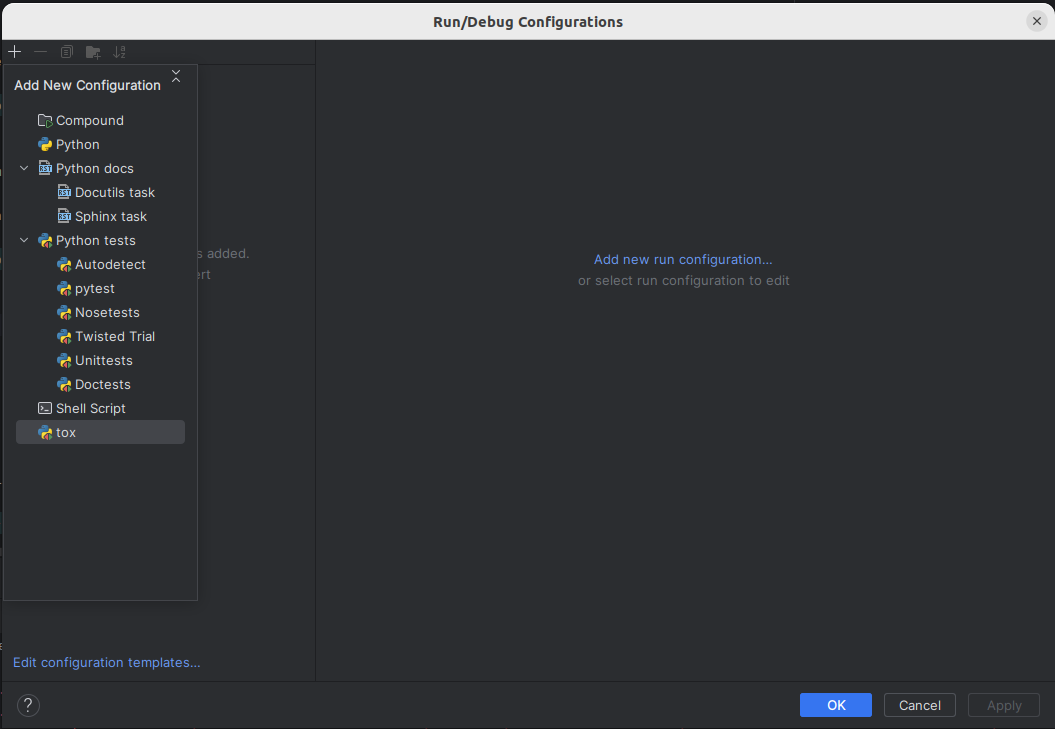 Run/Debug Configurations
Add New Configuration
Compound
Python
Python docs
Docutils task
Sphinx task
Python tests
Autodetect
pytest
Nosetests
Twisted Trial
Unittests
Doctests
Shell Script
tox
added.
Add new run configuration...
or select run configuration to edit
Edit configuration templates...
?
OK
Cancel
Apply